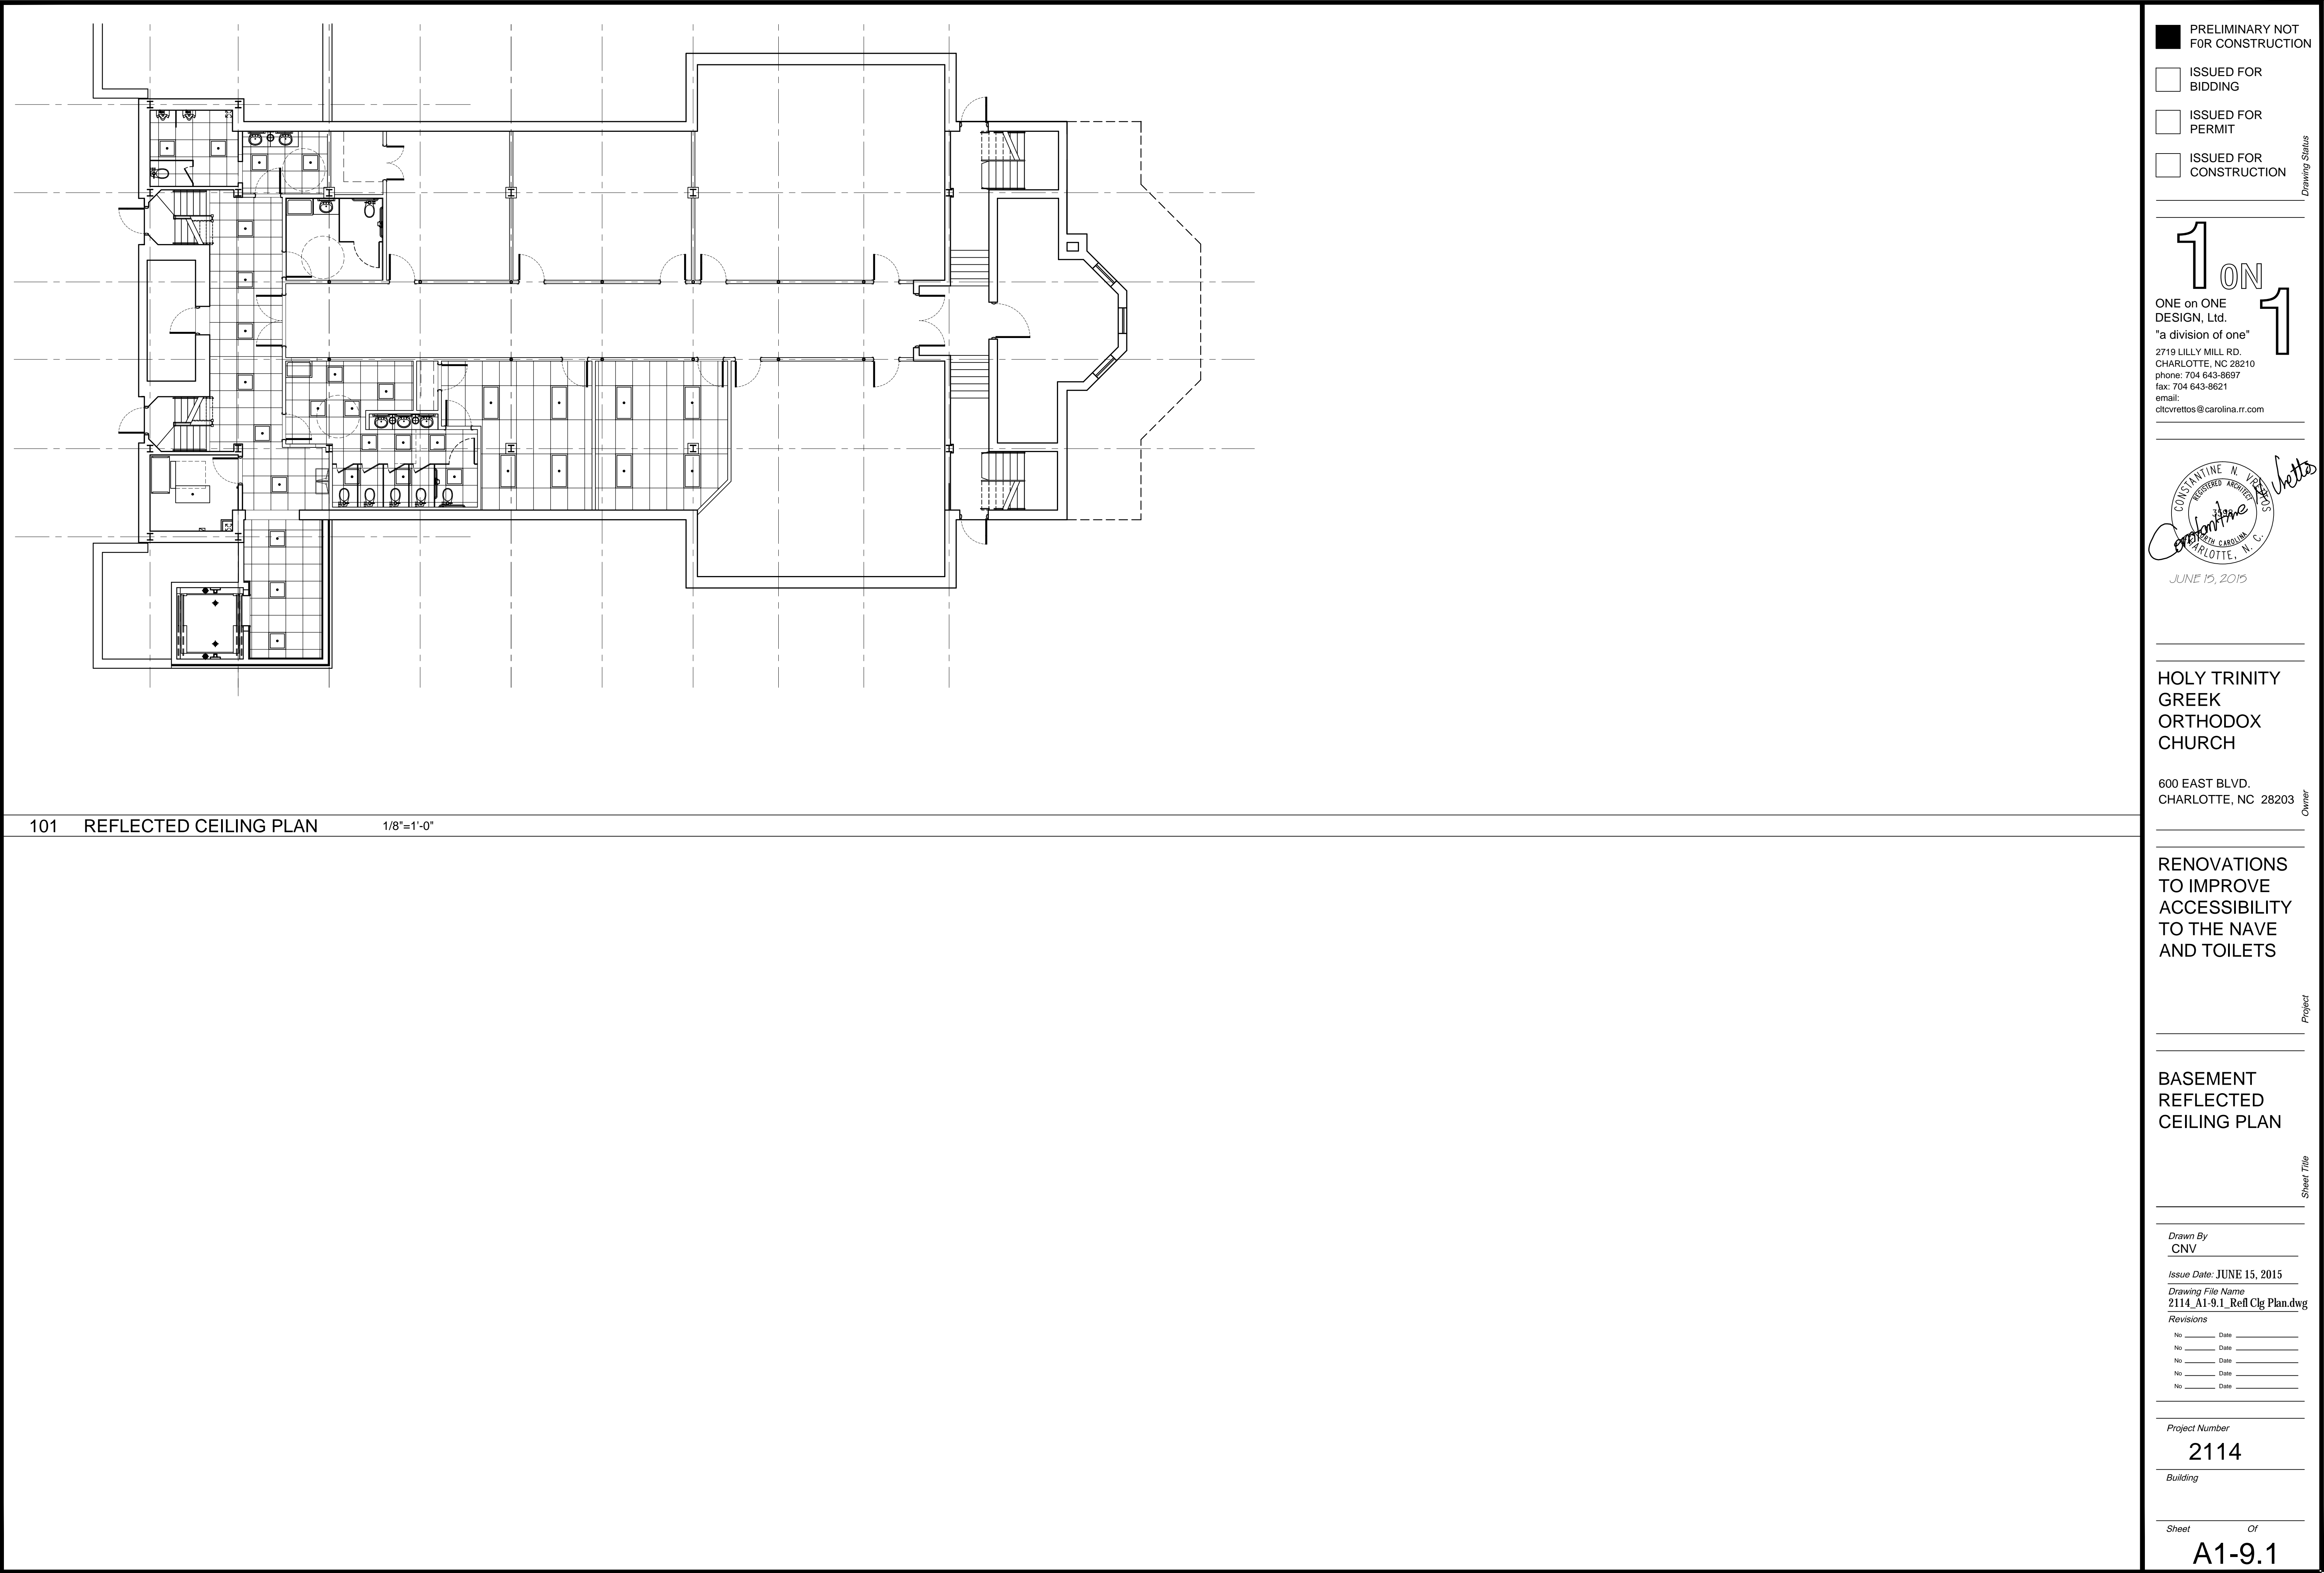 101 REFLECTED CEILING PLAN 1/8"=1'-0"
PRELIMINARY NOT
F0R CONSTRUCTION
ISSUED FOR
BIDDING
ISSUED FOR
PERMIT
ISSUED FOR
CONSTRUCTION
Drawing Status
1 0N 1
ONE on ONE
DESIGN, Ltd.
"a division of one"
2719 LILLY MILL RD.
CHARLOTTE, NC 28210
phone: 704 643-8697
fax: 704 643-8621
email:
cltcvrettos@carolina.rr.com
CONSTANTINE N. VRETTOS
REGISTERED ARCHITECT
NORTH CAROLINA
CHARLOTTE, N. C.
Constantine N Vrettos
JUNE 15, 2015
HOLY TRINITY
GREEK
ORTHODOX
CHURCH
600 EAST BLVD.
CHARLOTTE, NC 28203
Owner
RENOVATIONS
TO IMPROVE
ACCESSIBILITY
TO THE NAVE
AND TOILETS
Project
BASEMENT
REFLECTED
CEILING PLAN
Sheet Title
Drawn By
CNV
Issue Date: JUNE 15, 2015
Drawing File Name
2114_A1-9.1_Refl Clg Plan.dwg
Revisions
No Date
No Date
No Date
No Date
No Date
Project Number
2114
Building
Sheet Of
A1-9.1